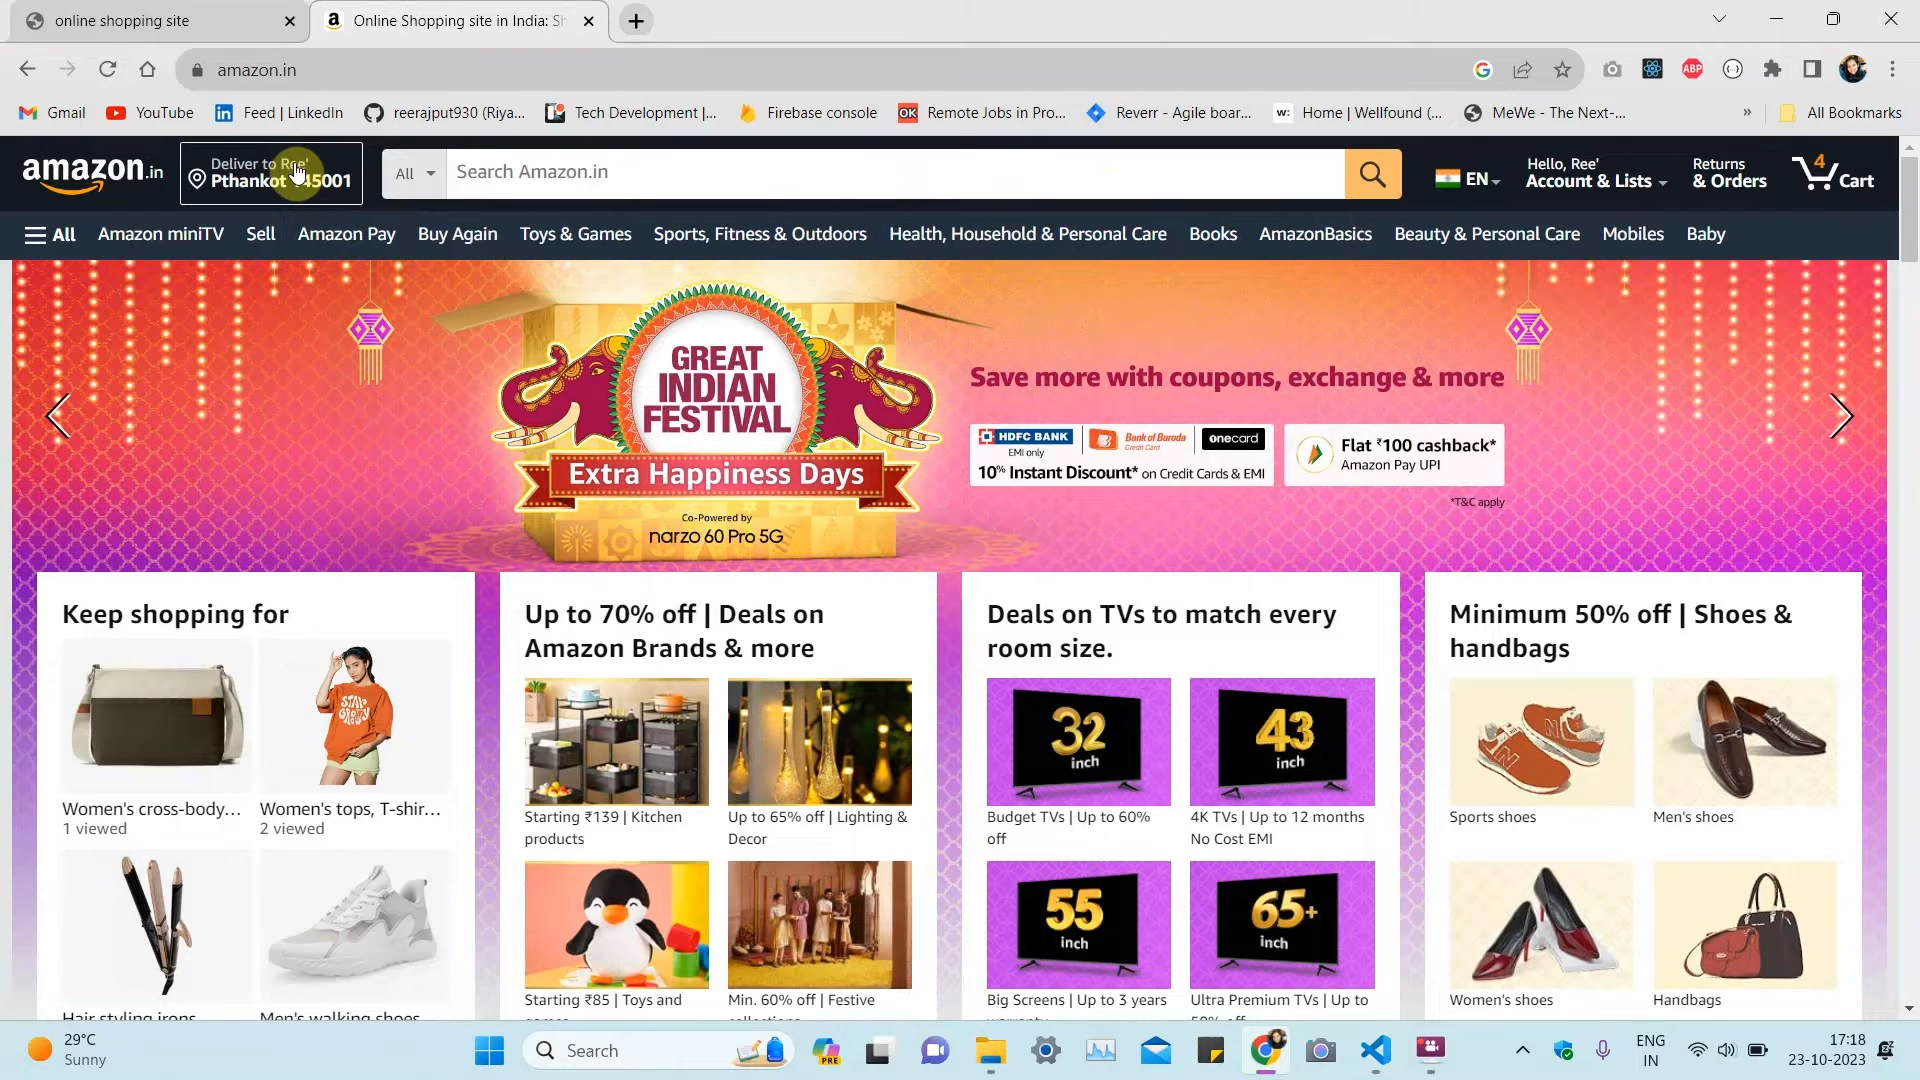 online shopping site
Online Shopping site in India: Sh
amazon.in
Gmail
YouTube
Feed | LinkedIn
reerajput930 (Riya...
Tech Development |...
Firebase console
Remote Jobs in Pro...
Reverr - Agile boar...
Home | Wellfound (...
MeWe - The Next-...
»
All Bookmarks
amazon.in
Deliver to Ree'
Pthankot 145001
All
Search Amazon.in
EN
Hello, Ree'
Account & Lists
Returns
& Orders
4
Cart
All
Amazon miniTV
Sell
Amazon Pay
Buy Again
Toys & Games
Sports, Fitness & Outdoors
Health, Household & Personal Care
Books
AmazonBasics
Beauty & Personal Care
Mobiles
Baby
GREAT
INDIAN
FESTIVAL
Extra Happiness Days
Co-Powered by
narzo 60 Pro 5G
Save more with coupons, exchange & more
HDFC BANK
EMI only
Bank of Baroda
Credit Card
onecard
10% Instant Discount* on Credit Cards & EMI
Flat ₹100 cashback*
Amazon Pay UPI
*T&C apply
Keep shopping for
Women's cross-body...
1 viewed
Women's tops, T-shir...
2 viewed
STAY
GROOVY
Hair styling irons
Men's walking shoes
Up to 70% off | Deals on
Amazon Brands & more
Starting ₹139 | Kitchen
products
Up to 65% off | Lighting &
Decor
Starting ₹85 | Toys and
games
Min. 60% off | Festive
collections
Deals on TVs to match every
room size.
32
inch
43
inch
Budget TVs | Up to 60%
off
4K TVs | Up to 12 months
No Cost EMI
55
inch
65+
inch
Big Screens | Up to 3 years
warranty
Ultra Premium TVs | Up to
50% off
Minimum 50% off | Shoes &
handbags
Sports shoes
Men's shoes
Women's shoes
Handbags
29°C
Sunny
Search
PRE
ENG
IN
17:18
23-10-2023